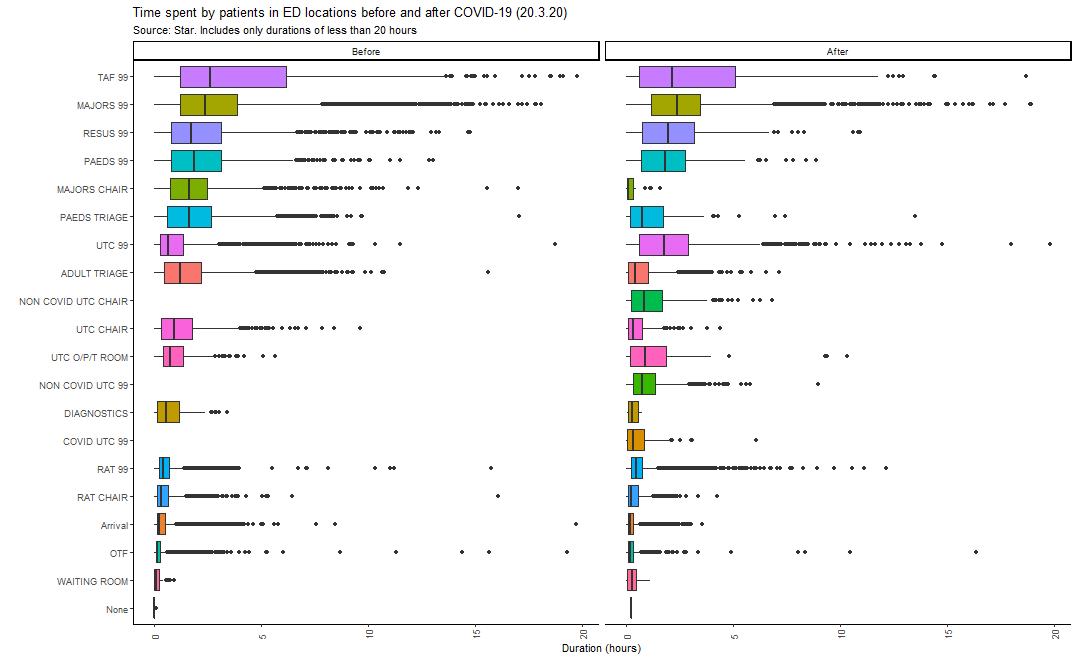 Time spent by patients in ED locations before and after COVID-19 (20.3.20)
Source: Star. Includes only durations of less than 20 hours
Before
After
TAF 99
MAJORS 99
RESUS 99
PAEDS 99
MAJORS CHAIR
PAEDS TRIAGE
UTC 99
ADULT TRIAGE
NON COVID UTC CHAIR
UTC CHAIR
UTC O/P/T ROOM
NON COVID UTC 99
DIAGNOSTICS
COVID UTC 99
RAT 99
RAT CHAIR
Arrival
OTF
WAITING ROOM
None
0 5 10 15 20
0 5 10 15 20
Duration (hours)